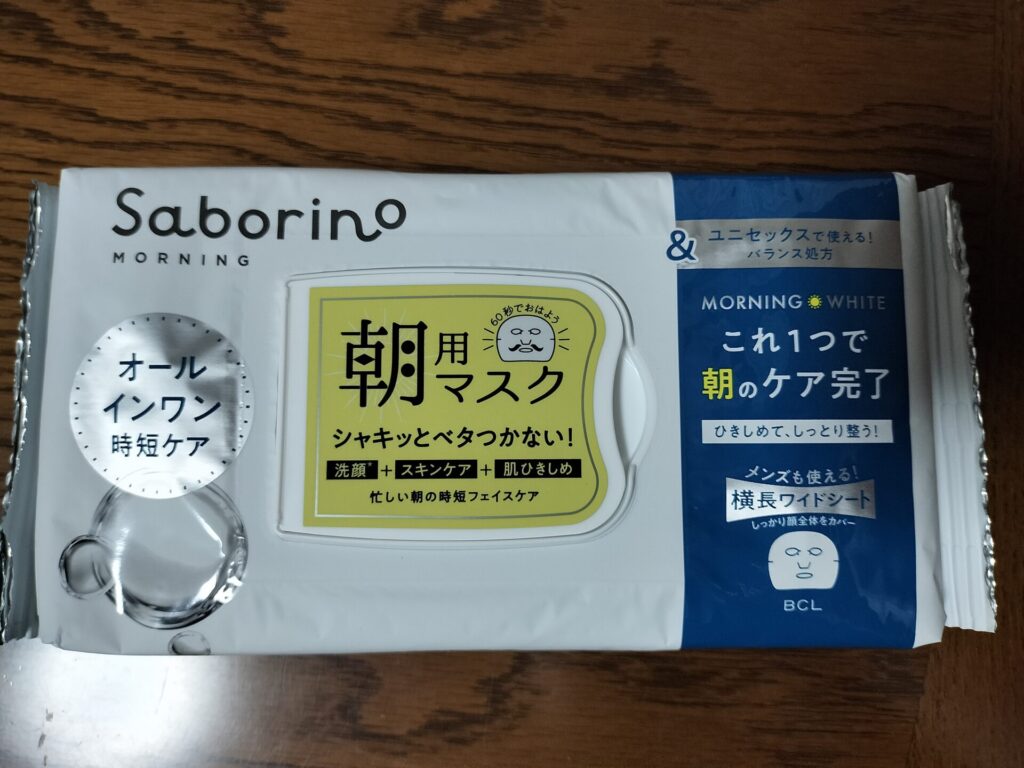 Saborino
MORNING
オール
インワン
時短ケア
60秒でおはよう
朝用
マスク
シャキッとベタつかない!
洗顔*+スキンケア+肌ひきしめ
忙しい朝の時短フェイスケア
& ユニセックスで使える!
バランス処方
MORNING WHITE
これ1つで
朝のケア完了
ひきしめて、しっとり整う!
メンズも使える!
横長ワイドシート
しっかり顔全体をカバー
BCL